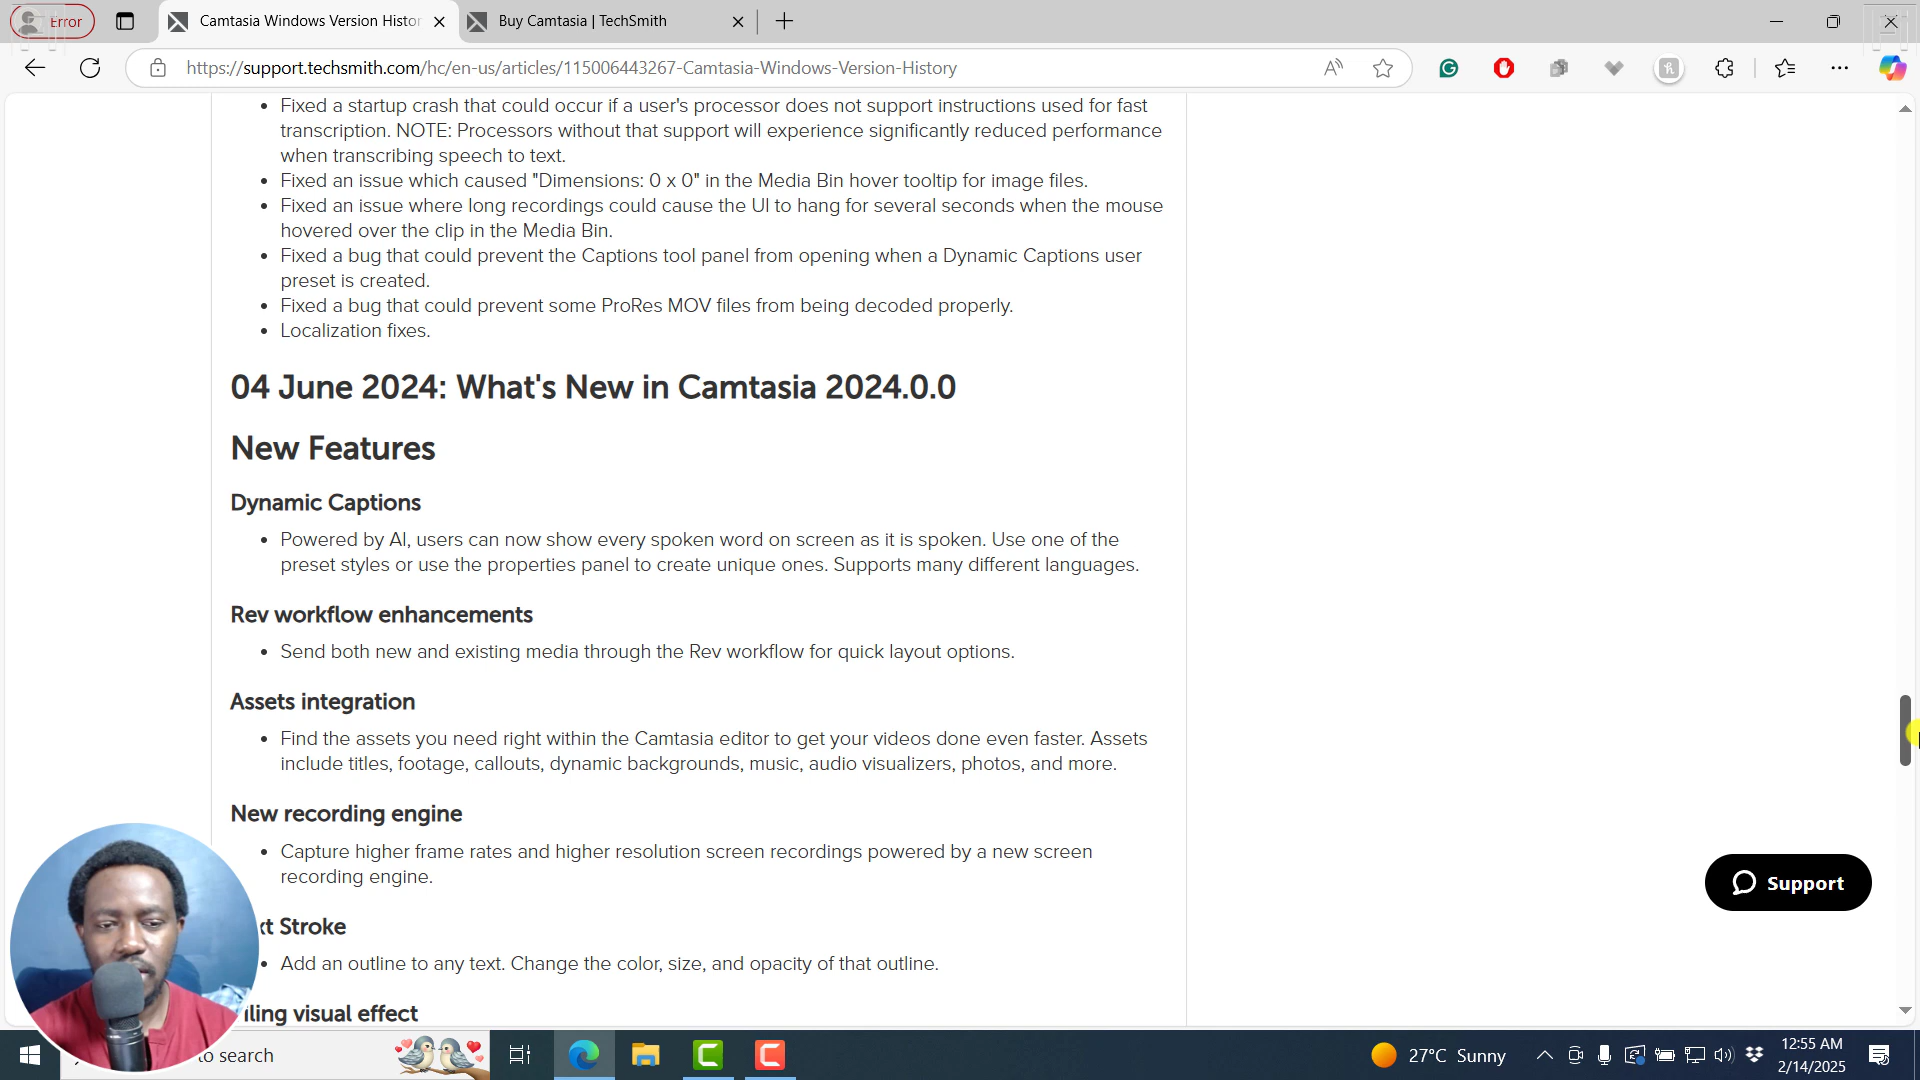 Error
Camtasia Windows Version Histor
Buy Camtasia | TechSmith
https://support.techsmith.com/hc/en-us/articles/115006443267-Camtasia-Windows-Version-History
• Fixed a startup crash that could occur if a user's processor does not support instructions used for fast
transcription. NOTE: Processors without that support will experience significantly reduced performance
when transcribing speech to text.
• Fixed an issue which caused "Dimensions: 0 x 0" in the Media Bin hover tooltip for image files.
• Fixed an issue where long recordings could cause the UI to hang for several seconds when the mouse
hovered over the clip in the Media Bin.
• Fixed a bug that could prevent the Captions tool panel from opening when a Dynamic Captions user
preset is created.
• Fixed a bug that could prevent some ProRes MOV files from being decoded properly.
• Localization fixes.
04 June 2024: What's New in Camtasia 2024.0.0
New Features
Dynamic Captions
• Powered by AI, users can now show every spoken word on screen as it is spoken. Use one of the
preset styles or use the properties panel to create unique ones. Supports many different languages.
Rev workflow enhancements
• Send both new and existing media through the Rev workflow for quick layout options.
Assets integration
• Find the assets you need right within the Camtasia editor to get your videos done even faster. Assets
include titles, footage, callouts, dynamic backgrounds, music, audio visualizers, photos, and more.
New recording engine
• Capture higher frame rates and higher resolution screen recordings powered by a new screen
recording engine.
xt Stroke
• Add an outline to any text. Change the color, size, and opacity of that outline.
iling visual effect
Support
to search
27°C Sunny
12:55 AM
2/14/2025